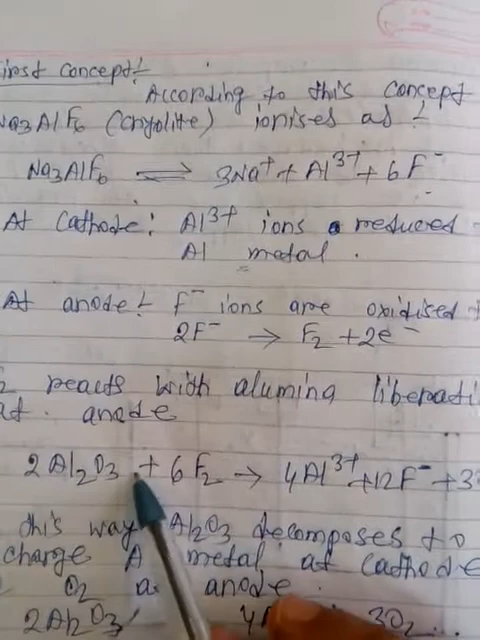 First concept:-
According to this concept
Na3AlF6 (cryolite) ionises as :-
Na3AlF6 ⇌ 3Na+ + Al3+ + 6F-
At Cathode: Al3+ ions reduced
Al metal.
At anode:- F- ions are oxidised
2F- → F2 + 2e-
reacts with alumina liberati
at anode
2Al2O3 + 6F2 → 4Al3+ + 12F- + 3
this way Al2O3 decomposes to
charge metal at cathode
O2 anode.
2Al2O3 3O2